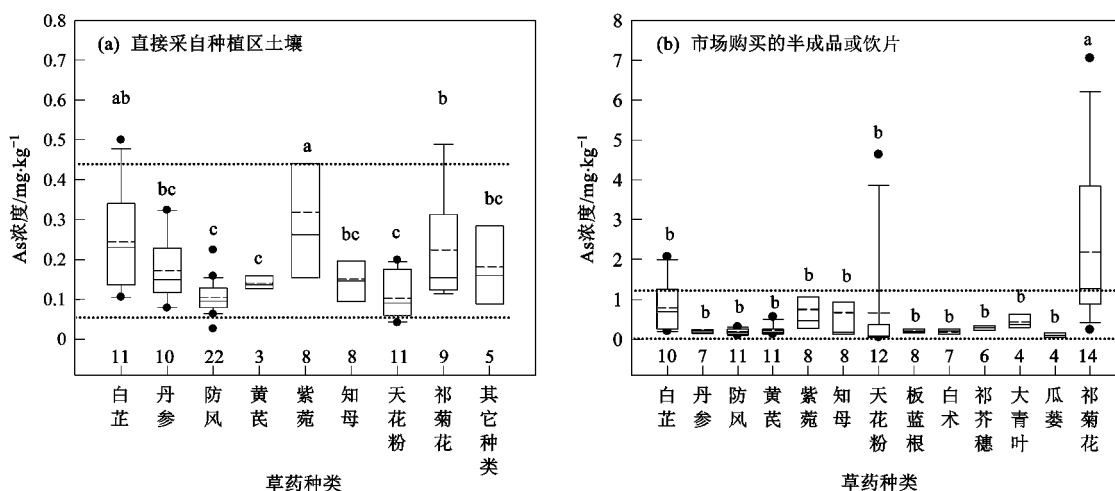 (a) 直接采自种植区土壤
As浓度/mg·kg⁻¹
0.8
0.7
0.6
0.5
0.4
0.3
0.2
0.1
0
ab
bc
c
c
a
bc
c
b
bc
11 10 22 3 8 8 11 9 5
白芷
丹参
防风
黄芪
紫菀
知母
天花粉
祁菊花
其它种类
草药种类
(b) 市场购买的半成品或饮片
As浓度/mg·kg⁻¹
8
7
6
5
4
3
2
1
0
b
b
b
b
b
b
b
b
b
b
b
b
a
10 7 11 11 8 8 12 8 7 6 4 4 14
白芷
丹参
防风
黄芪
紫菀
知母
天花粉
板蓝根
白术
祁芥穗
大青叶
瓜蒌
祁菊花
草药种类